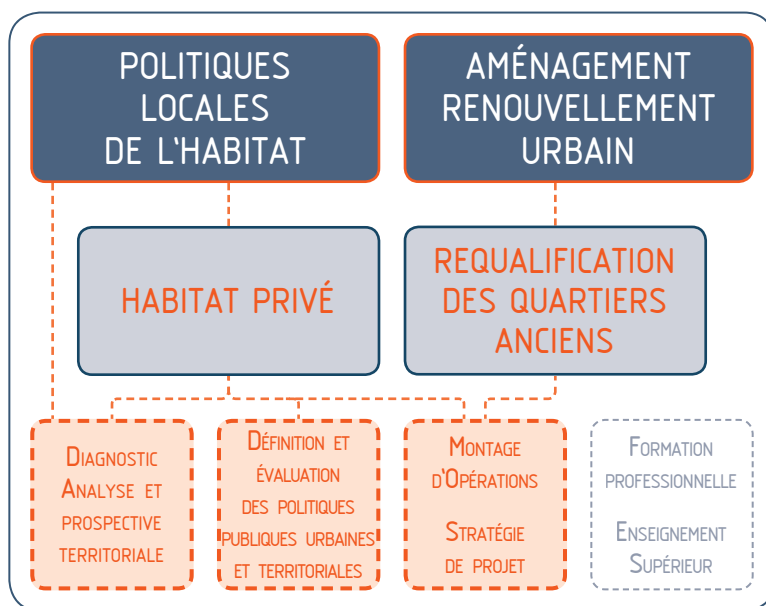 POLITIQUES
LOCALES
DE L'HABITAT
AMÉNAGEMENT
RENOUVELLEMENT
URBAIN
HABITAT PRIVÉ
REQUALIFICATION
DES QUARTIERS
ANCIENS
Diagnostic
Analyse et
prospective
territoriale
Définition et
évaluation
des politiques
publiques urbaines
et territoriales
Montage
d'Opérations
Stratégie
de projet
Formation
professionnelle
Enseignement
Supérieur